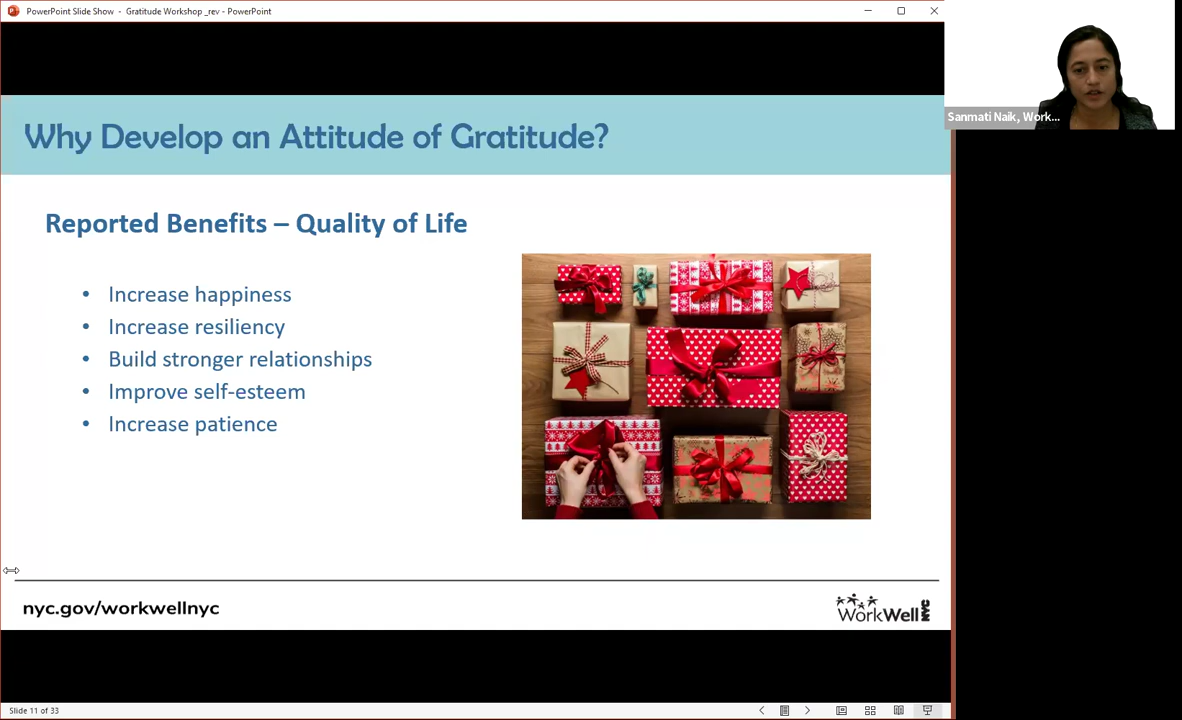 PowerPoint Slide Show - Gratitude Workshop _rev - PowerPoint
Sanmati Naik, Work...
Why Develop an Attitude of Gratitude?
Reported Benefits – Quality of Life
• Increase happiness
• Increase resiliency
• Build stronger relationships
• Improve self-esteem
• Increase patience
nyc.gov/workwellnyc
WorkWell NYC
Slide 11 of 33